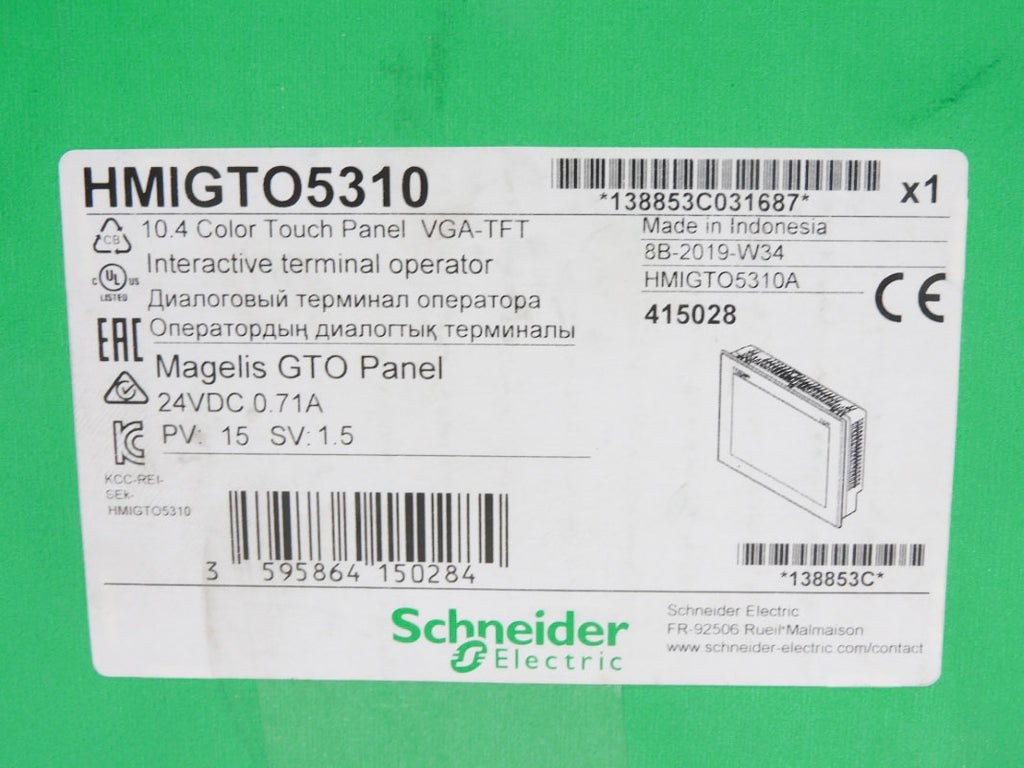 HMIGTO5310
*138853C031687*
x1
10.4 Color Touch Panel VGA-TFT
Made in Indonesia
CB
Interactive terminal operator
8B-2019-W34
C UL US
LISTED
Диалоговый терминал оператора
HMIGTO5310A
CE
EAC
Оператордың диалогтық терминалы
415028
Magelis GTO Panel
24VDC 0.71A
PV: 15 SV: 1.5
KCC-REI-
SEk-
HMIGTO5310
3 595864 150284
*138853C*
Schneider
Electric
Schneider Electric
FR-92506 Rueil Malmaison
www.schneider-electric.com/contact